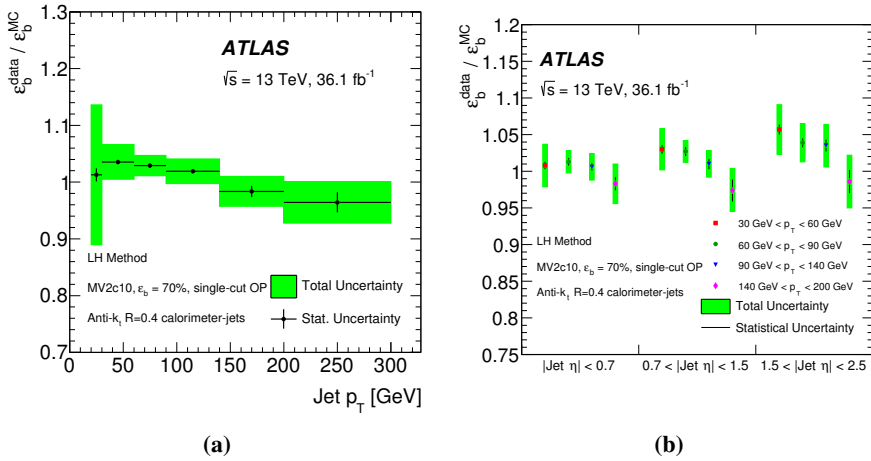 ε_b^data / ε_b^MC
1.3
1.2
1.1
1
0.9
0.8
0.7
ATLAS
√s = 13 TeV, 36.1 fb⁻¹
LH Method
MV2c10, ε_b = 70%, single-cut OP
Anti-k_t R=0.4 calorimeter-jets
Total Uncertainty
Stat. Uncertainty
0 50 100 150 200 250 300
Jet p_T [GeV]
(a)
ε_b^data / ε_b^MC
1.2
1.15
1.1
1.05
1
0.95
0.9
0.85
0.8
0.75
ATLAS
√s = 13 TeV, 36.1 fb⁻¹
LH Method
MV2c10, ε_b = 70%, single-cut OP
Anti-k_t R=0.4 calorimeter-jets
30 GeV < p_T < 60 GeV
60 GeV < p_T < 90 GeV
90 GeV < p_T < 140 GeV
140 GeV < p_T < 200 GeV
Total Uncertainty
Statistical Uncertainty
|Jet η| < 0.7 0.7 < |Jet η| < 1.5 1.5 < |Jet η| < 2.5
(b)